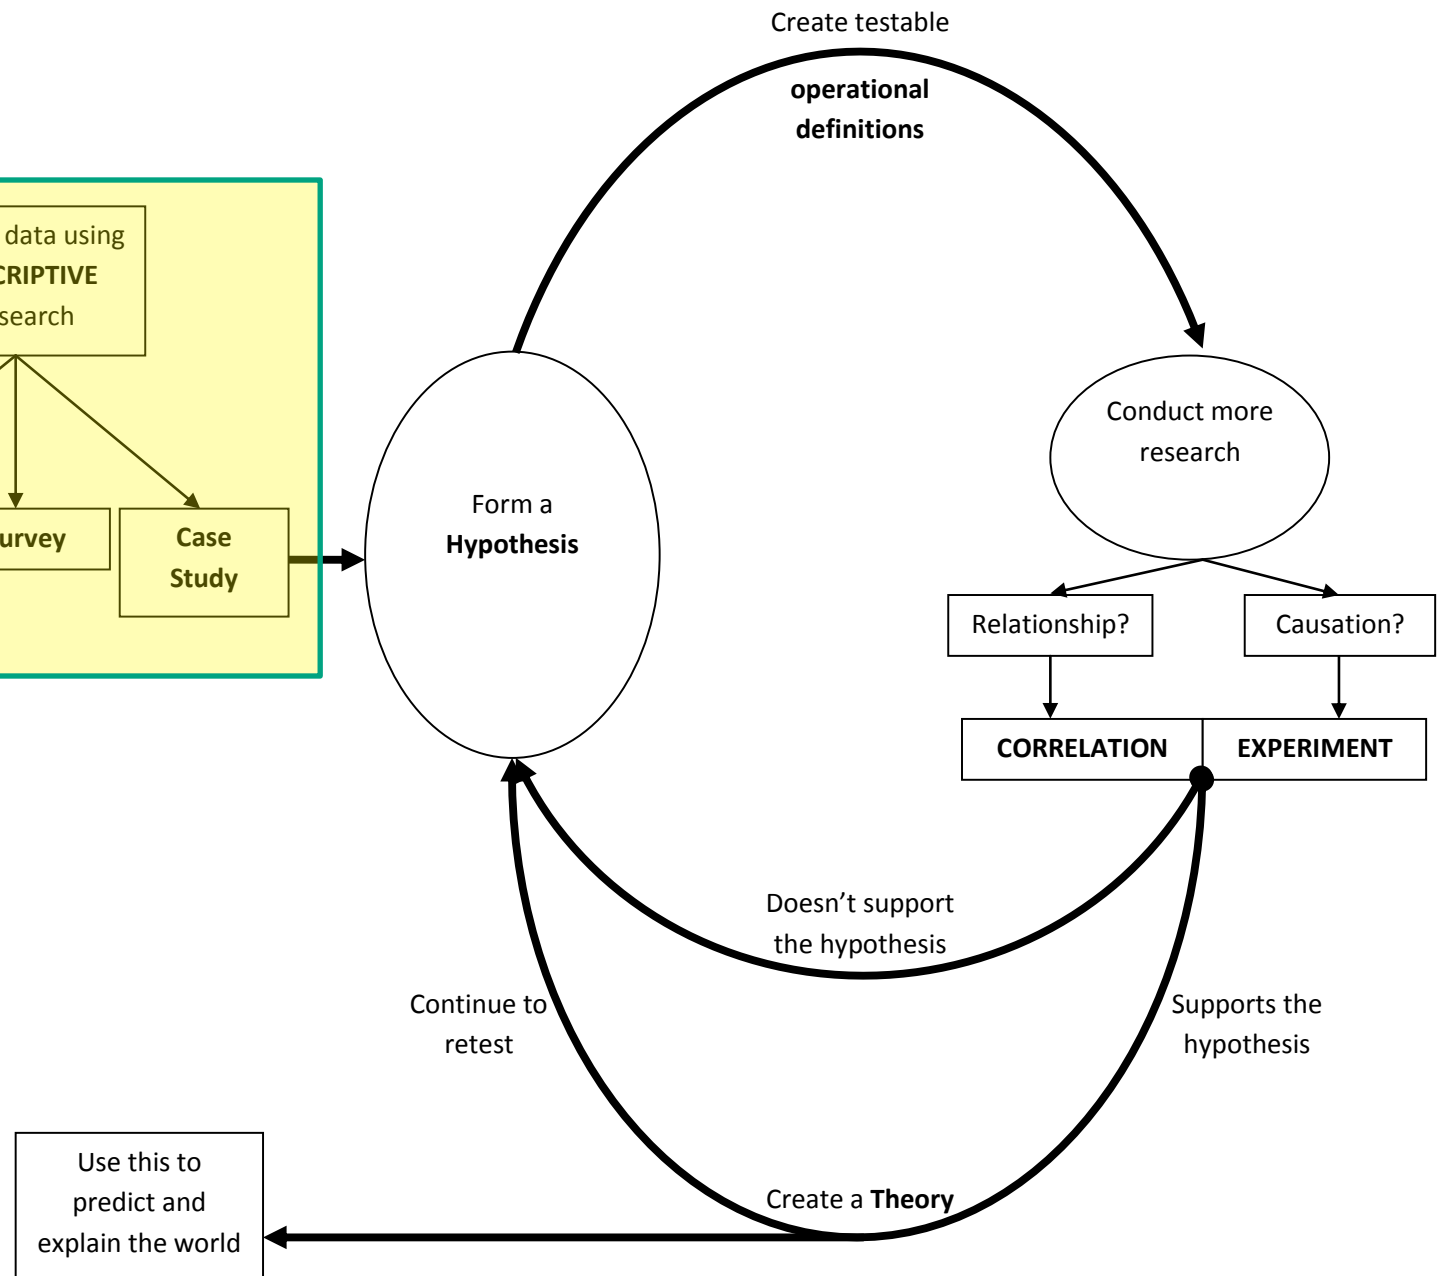 Create testable
operational
definitions
data using
CRIPTIVE
search
urvey
Case
Study
Form a
Hypothesis
Conduct more
research
Relationship?
Causation?
CORRELATION
EXPERIMENT
Doesn’t support
the hypothesis
Continue to
retest
Supports the
hypothesis
Create a Theory
Use this to
predict and
explain the world